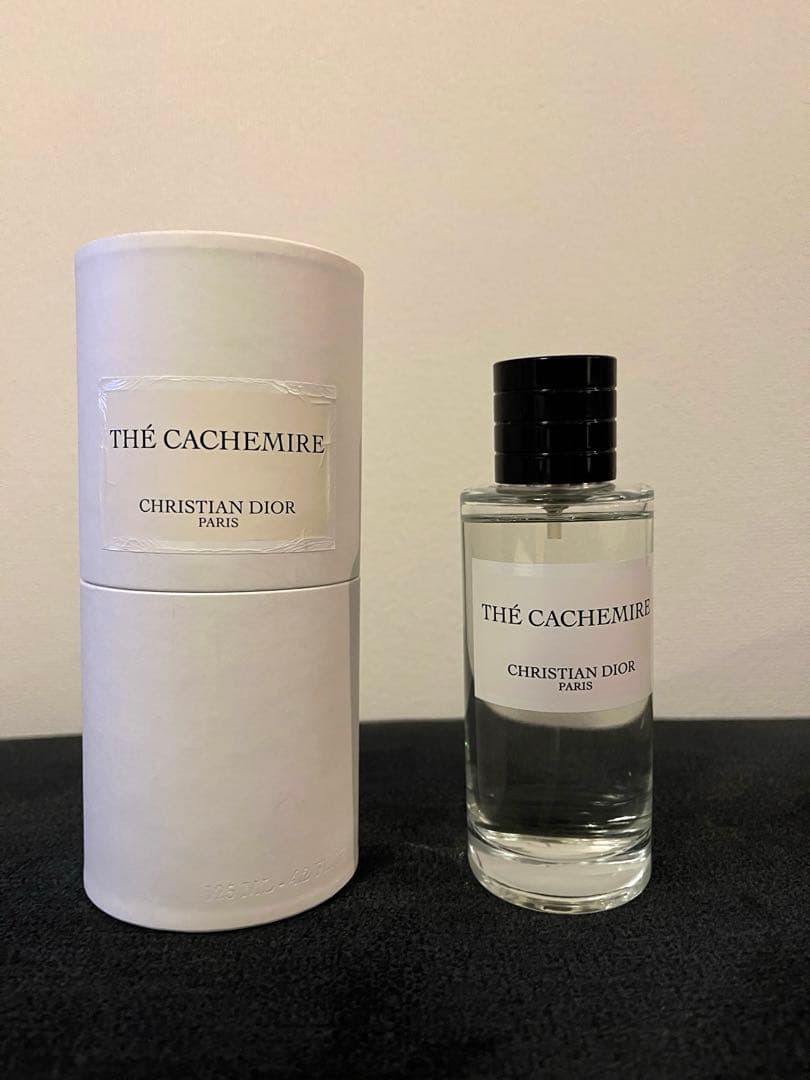 THÉ CACHEMIRE
CHRISTIAN DIOR
PARIS
THÉ CACHEMIRE
CHRISTIAN DIOR
PARIS